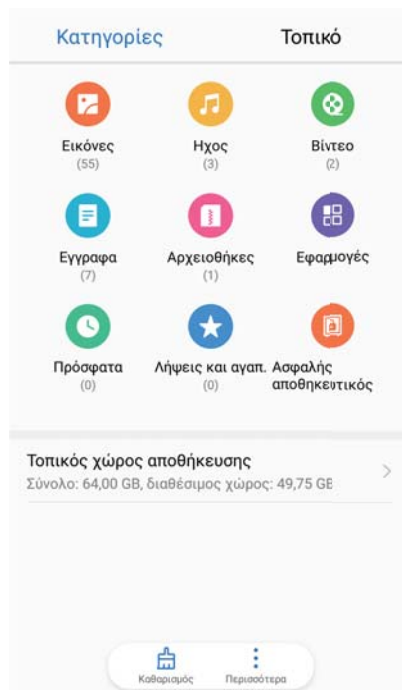 Κατηγορίες Τοπικό
Εικόνες Ηχος Βίντεο
(55) (3) (2)
Εγγραφα Αρχειοθήκες Εφαρμογές
(7) (1)
Πρόσφατα Λήψεις και αγαπ. Ασφαλής
(0) (0) αποθηκευτικός
Τοπικός χώρος αποθήκευσης
Σύνολο: 64,00 GB, διαθέσιμος χώρος: 49,75 GB
Καθαρισμός Περισσότερα